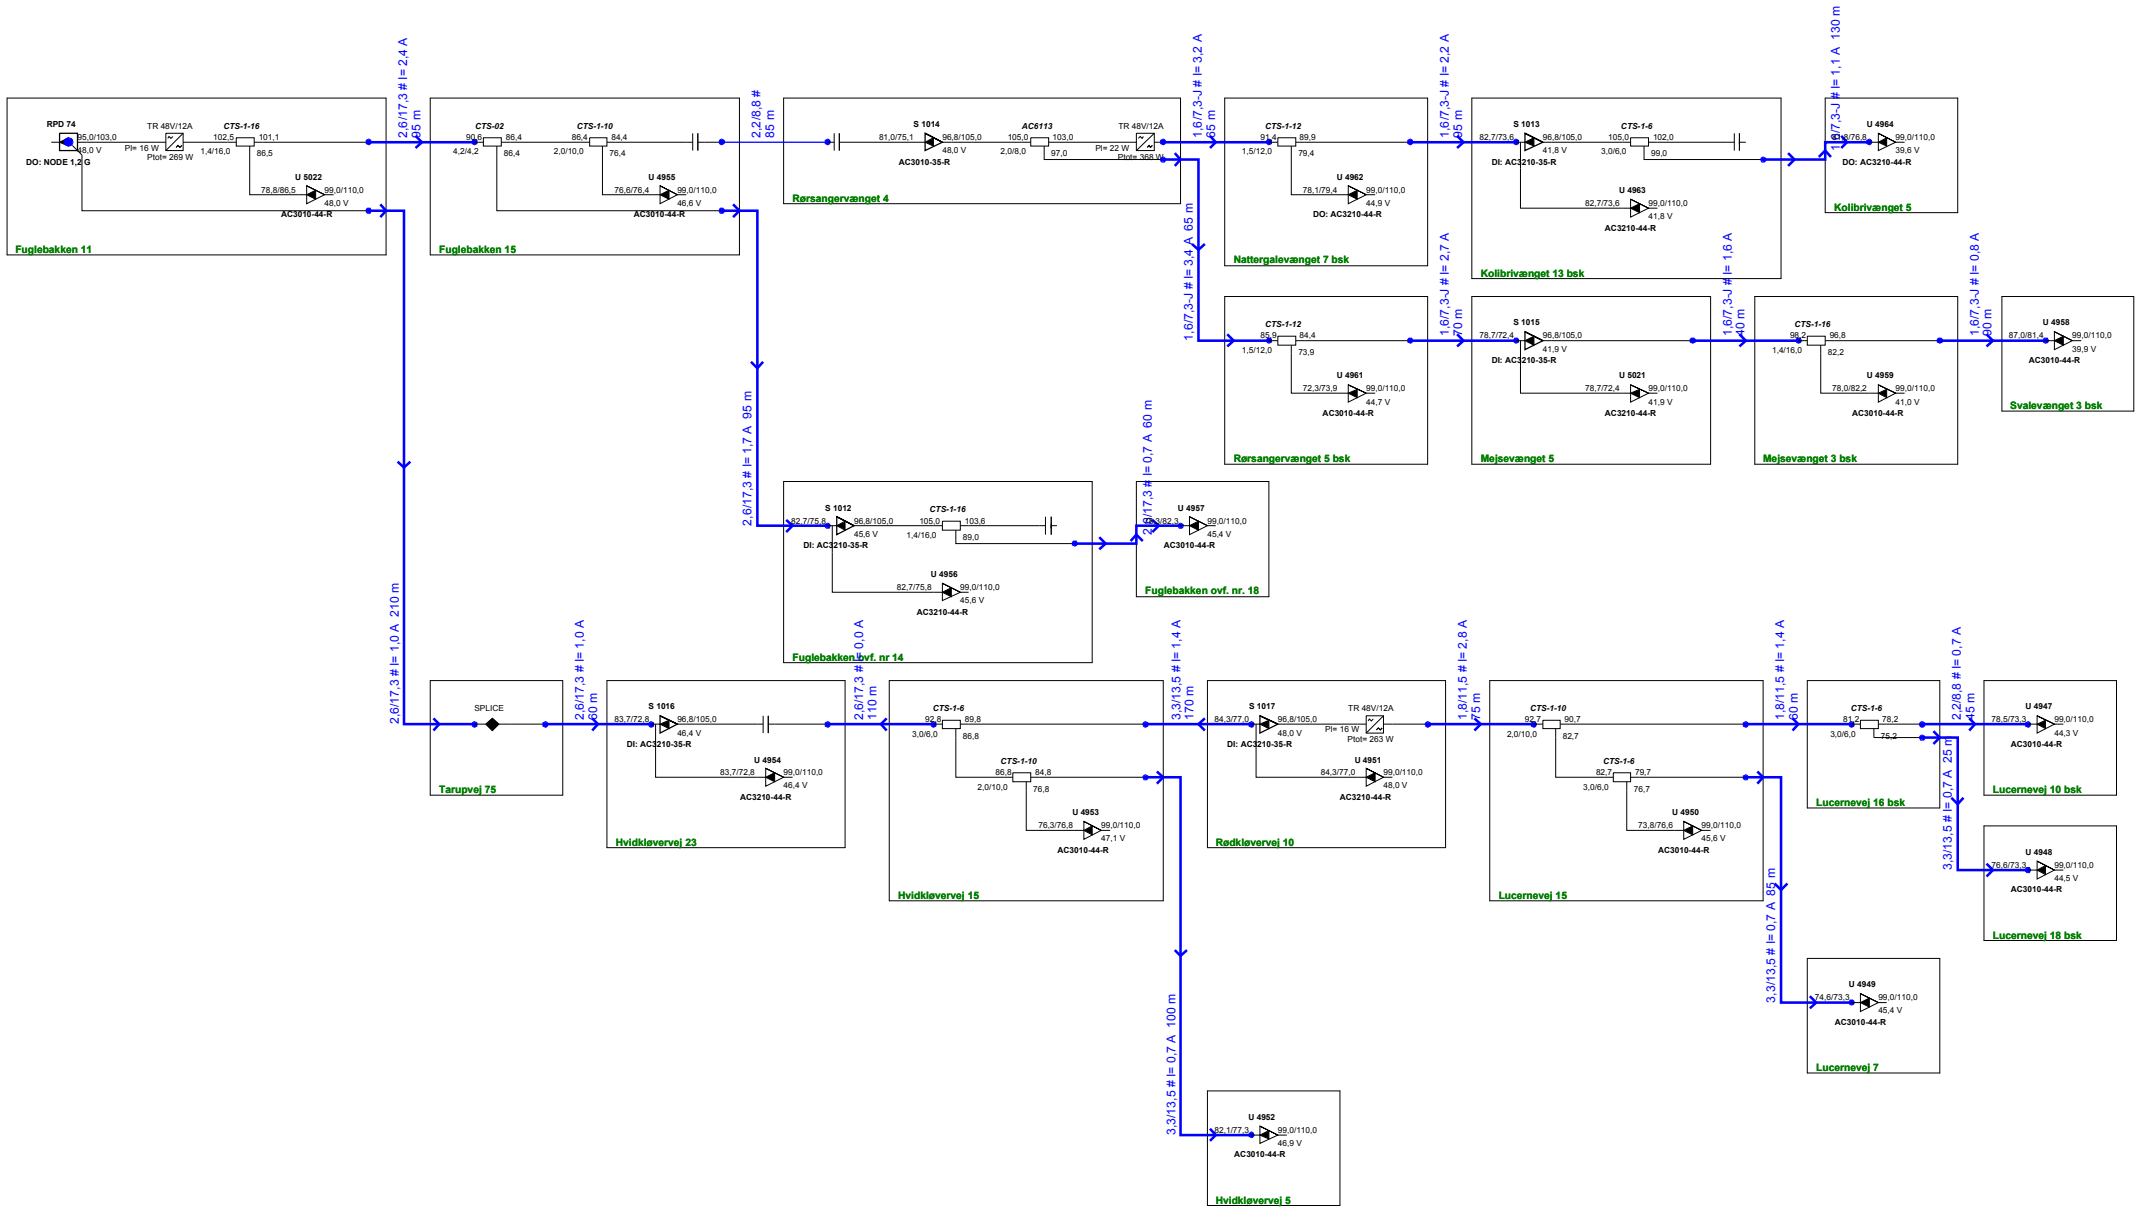 RPD 74
95,0/103,0
48,0 V
DO: NODE 1,2 G
TR 48V/12A
Pl= 16 W
Ptot= 269 W
CTS-1-16
102,5
101,1
1,4/16,0
86,5
U 5022
78,8/86,5
99,0/110,0
48,0 V
AC3010-44-R
Fuglebakken 11
2,6/17,3 # I= 2,4 A
95 m
CTS-02
90,6
86,4
4,2/4,2
86,4
CTS-1-10
86,4
84,4
2,0/10,0
76,4
U 4955
76,6/76,4
99,0/110,0
46,6 V
AC3010-44-R
Fuglebakken 15
2,2/8,8 #
85 m
S 1014
81,0/75,1
96,8/105,0
48,0 V
AC3010-35-R
AC6113
105,0
103,0
2,0/8,0
97,0
TR 48V/12A
Pl= 22 W
Ptot= 368 W
Rørsangervænget 4
1,6/7,3-J # I= 3,2 A
65 m
CTS-1-12
91,4
89,9
1,5/12,0
79,4
U 4962
78,1/79,4
99,0/110,0
44,9 V
DO: AC3210-44-R
Nattergalevænget 7 bsk
1,6/7,3-J # I= 2,2 A
95 m
S 1013
82,7/73,6
96,8/105,0
41,8 V
DI: AC3210-35-R
CTS-1-6
105,0
102,0
3,0/6,0
99,0
U 4963
82,7/73,6
99,0/110,0
41,8 V
AC3210-44-R
Kolibrivænget 13 bsk
1,6/7,3-J # I= 1,1 A 130 m
U 4964
99,0/110,0
39,6 V
DO: AC3210-44-R
Kolibrivænget 5
1,6/7,3-J # I= 3,4 A 65 m
CTS-1-12
85,9
84,4
1,5/12,0
73,9
U 4961
72,3/73,9
99,0/110,0
44,7 V
AC3010-44-R
Rørsangervænget 5 bsk
1,6/7,3-J # I= 2,7 A
70 m
S 1015
78,7/72,4
96,8/105,0
41,9 V
DI: AC3210-35-R
U 5021
78,7/72,4
99,0/110,0
41,9 V
AC3210-44-R
Mejsevænget 5
1,6/7,3-J # I= 1,6 A
40 m
CTS-1-16
98,2
96,8
1,4/16,0
82,2
U 4959
78,0/82,2
99,0/110,0
41,0 V
AC3010-44-R
Mejsevænget 3 bsk
1,6/7,3-J # I= 0,8 A
90 m
U 4958
87,0/81,4
99,0/110,0
39,9 V
AC3010-44-R
Svalevænget 3 bsk
2,6/17,3 # I= 1,7 A 95 m
S 1012
82,7/75,8
96,8/105,0
45,6 V
DI: AC3210-35-R
CTS-1-16
105,0
103,6
1,4/16,0
89,0
U 4956
82,7/75,8
99,0/110,0
45,6 V
AC3210-44-R
Fuglebakken ovf. nr 14
2,6/17,3 # I= 0,7 A 60 m
U 4957
99,0/110,0
45,4 V
AC3010-44-R
Fuglebakken ovf. nr. 18
2,6/17,3 # I= 1,0 A 210 m
SPLICE
Tarupvej 75
2,6/17,3 # I= 1,0 A
60 m
S 1016
83,7/72,8
96,8/105,0
46,4 V
DI: AC3210-35-R
U 4954
83,7/72,8
99,0/110,0
46,4 V
AC3210-44-R
Hvidkløvervej 23
2,6/17,3 # I= 0,0 A
110 m
CTS-1-6
92,8
89,8
3,0/6,0
86,8
CTS-1-10
86,8
84,8
2,0/10,0
76,8
U 4953
76,3/76,8
99,0/110,0
47,1 V
AC3010-44-R
Hvidkløvervej 15
3,3/13,5 # I= 1,4 A
170 m
S 1017
84,3/77,0
96,8/105,0
48,0 V
DI: AC3210-35-R
TR 48V/12A
Pl= 16 W
Ptot= 263 W
U 4951
84,3/77,0
99,0/110,0
48,0 V
AC3210-44-R
Rødkløvervej 10
1,8/11,5 # I= 2,8 A
75 m
CTS-1-10
92,7
90,7
2,0/10,0
82,7
CTS-1-6
82,7
79,7
3,0/6,0
76,7
U 4950
73,8/76,6
99,0/110,0
45,6 V
AC3010-44-R
Lucernevej 15
1,8/11,5 # I= 1,4 A
60 m
CTS-1-6
81,2
78,2
3,0/6,0
75,2
Lucernevej 16 bsk
2,2/8,8 # I= 0,7 A
45 m
U 4947
78,5/73,3
99,0/110,0
44,3 V
AC3010-44-R
Lucernevej 10 bsk
3,3/13,5 # I= 0,7 A 25 m
U 4948
76,6/73,3
99,0/110,0
44,5 V
AC3010-44-R
Lucernevej 18 bsk
3,3/13,5 # I= 0,7 A 85 m
U 4949
74,6/73,3
99,0/110,0
45,4 V
AC3010-44-R
Lucernevej 7
3,3/13,5 # I= 0,7 A 100 m
U 4952
82,1/77,3
99,0/110,0
46,9 V
AC3010-44-R
Hvidkløvervej 5